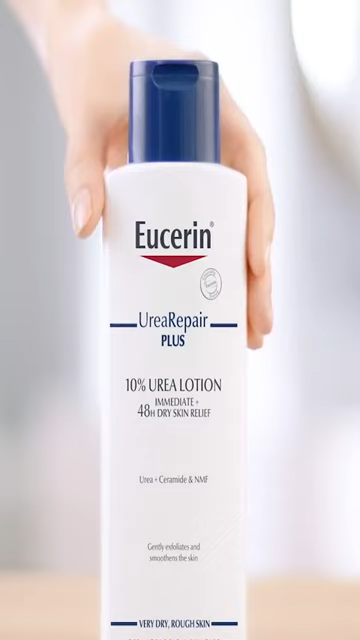 Eucerin®
UreaRepair
PLUS
10% UREA LOTION
IMMEDIATE +
48H DRY SKIN RELIEF
Urea + Ceramide & NMF
Gently exfoliates and
smoothens the skin
VERY DRY, ROUGH SKIN